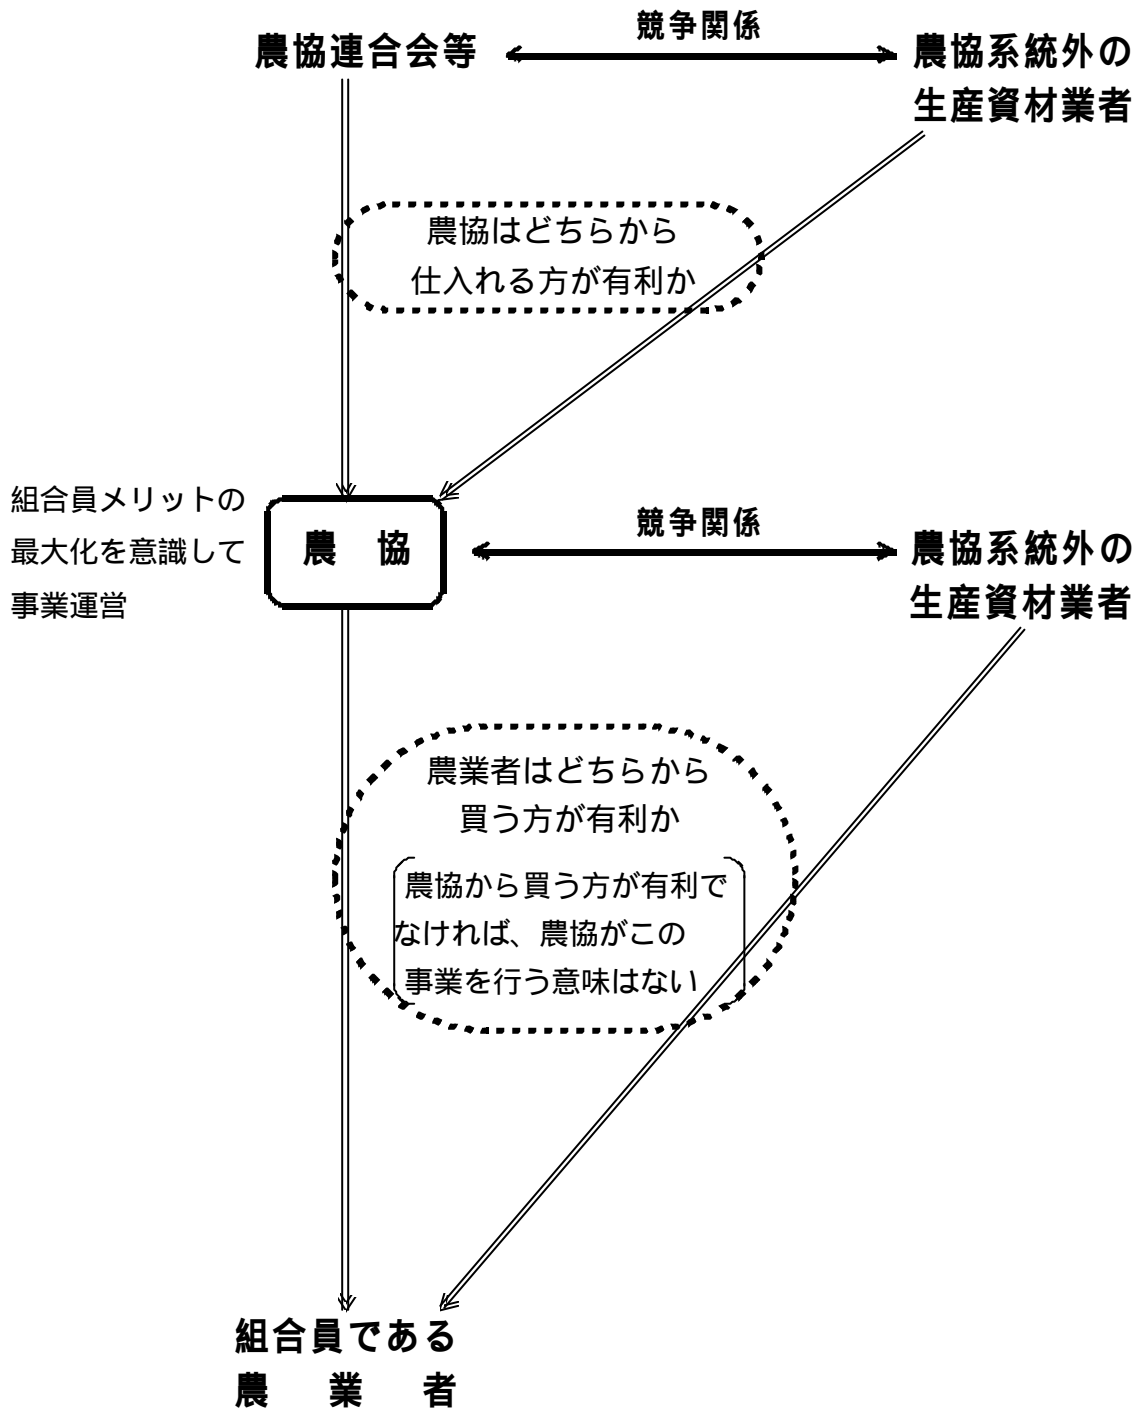 競争関係
農協連合会等
農協系統外の
生産資材業者
農協はどちらから
仕入れる方が有利か
組合員メリットの
最大化を意識して
事業運営
農 協
競争関係
農協系統外の
生産資材業者
農業者はどちらから
買う方が有利か
農協から買う方が有利で
なければ、農協がこの
事業を行う意味はない
組合員である
農 業 者